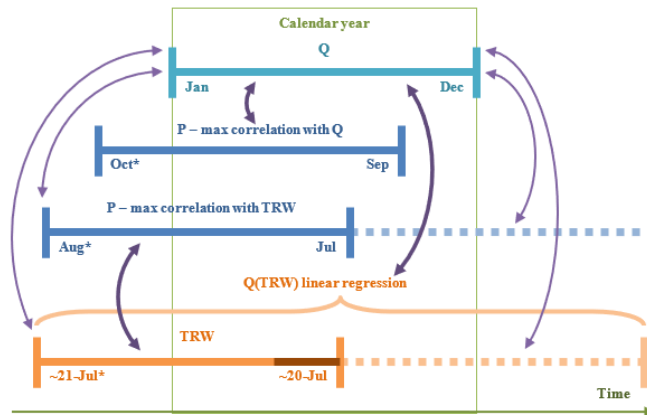 Calendar year
Q
Jan
Dec
P – max correlation with Q
Oct*
Sep
P – max correlation with TRW
Aug*
Jul
Q(TRW) linear regression
TRW
~21-Jul*
~20-Jul
Time